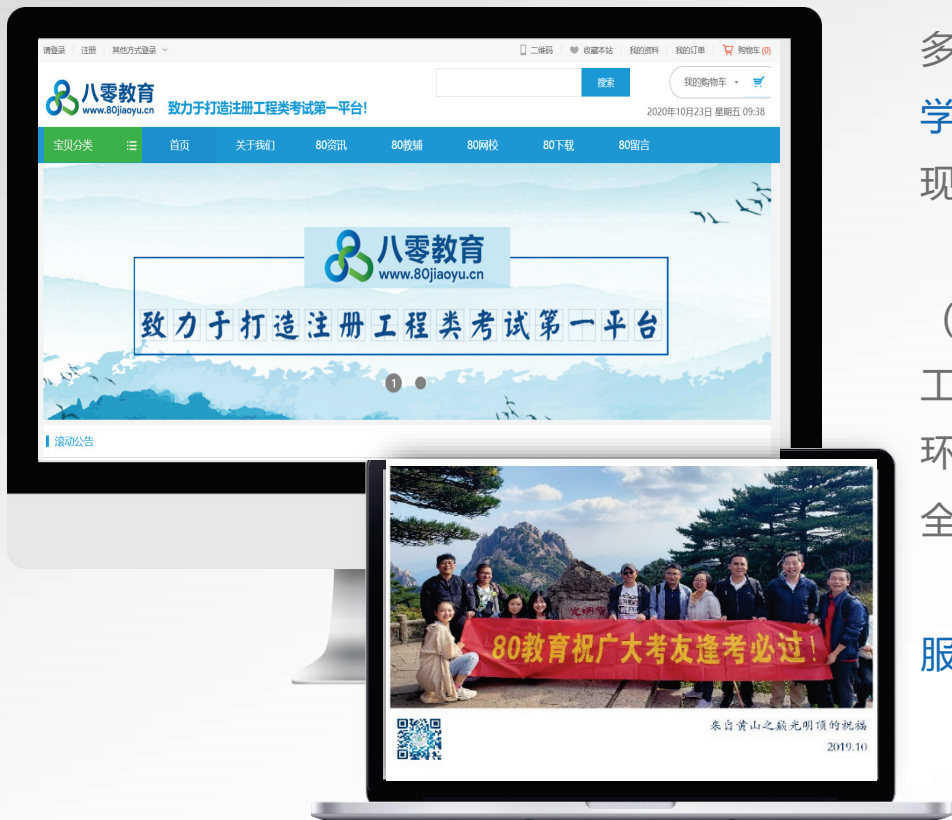 请登录 注册 其他方式登录
二维码 收藏本站 我的资料 我的订单 购物车 (0)
八零教育
www.80jiaoyu.cn
致力于打造注册工程类考试第一平台!
搜索
我的购物车
2020年10月23日 星期五 09:38
宝贝分类 首页 关于我们 80资讯 80教辅 80网校 80下载 80留言
八零教育
www.80jiaoyu.cn
致力于打造注册工程类考试第一平台
1
滚动公告
光明顶
80教育祝广大考友逢考必过!
来自黄山之巅光明顶的祝福
2019.10
多
学
现
（
工
环
全
服